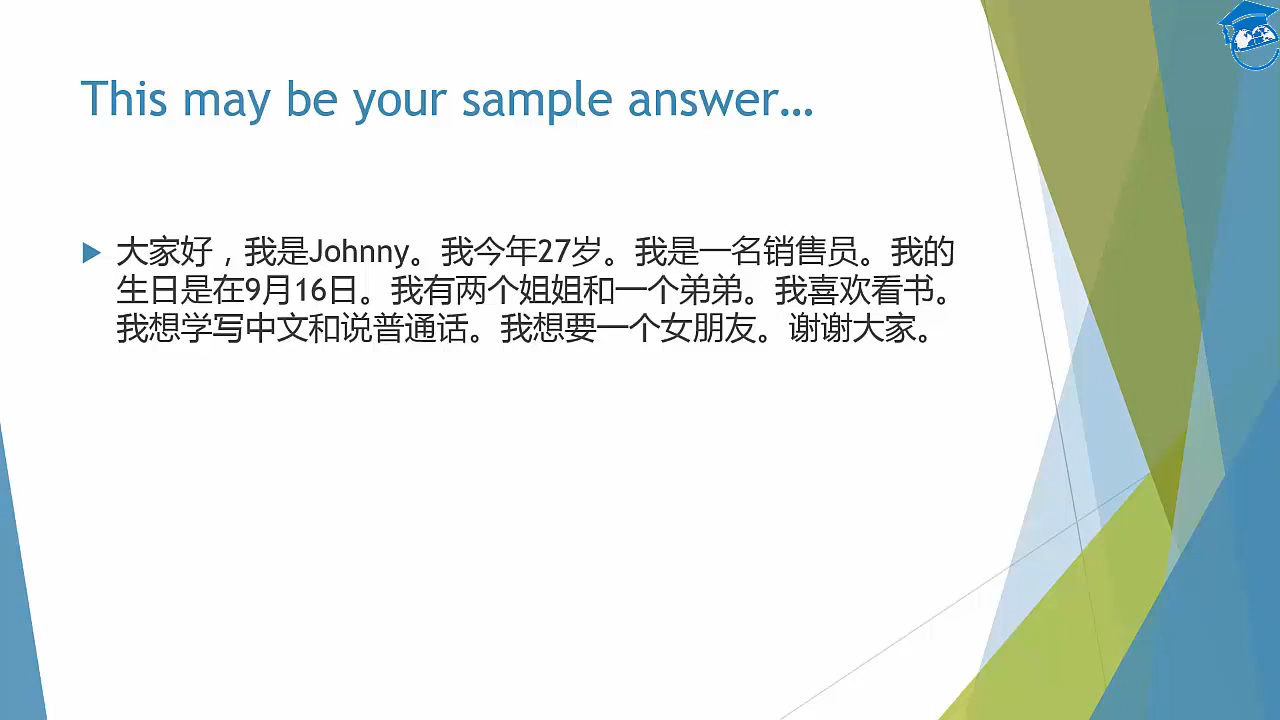 This may be your sample answer…
大家好，我是Johnny。我今年27岁。我是一名销售员。我的
生日是在9月16日。我有两个姐姐和一个弟弟。我喜欢看书。
我想学写中文和说普通话。我想要一个女朋友。谢谢大家。